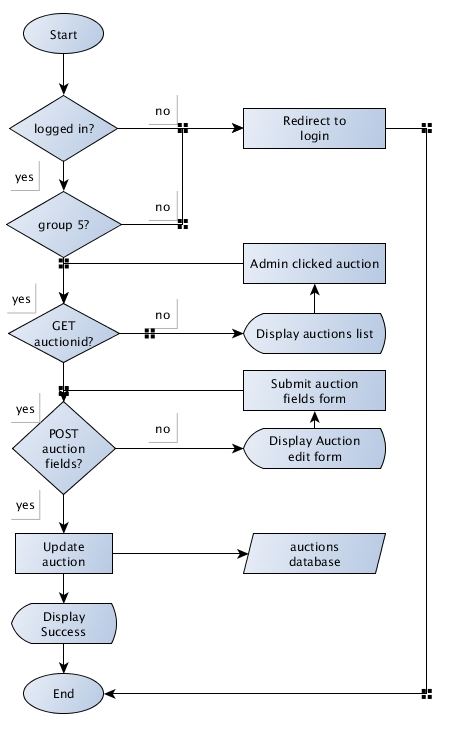 Start
no
logged in?
Redirect to
login
yes
no
group 5?
Admin clicked auction
yes
no
GET
auctionid?
Display auctions list
Submit auction
fields form
yes
no
POST
auction
fields?
Display Auction
edit form
yes
Update
auction
auctions
database
Display
Success
End